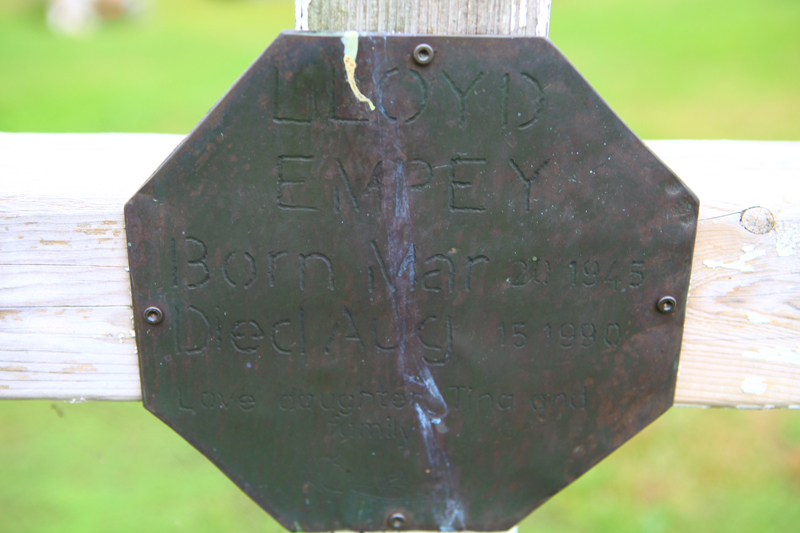 LLOYD
EMPEY
Born Mar 20 1945
Died Aug 15 1990
Love daughter Tina and
family